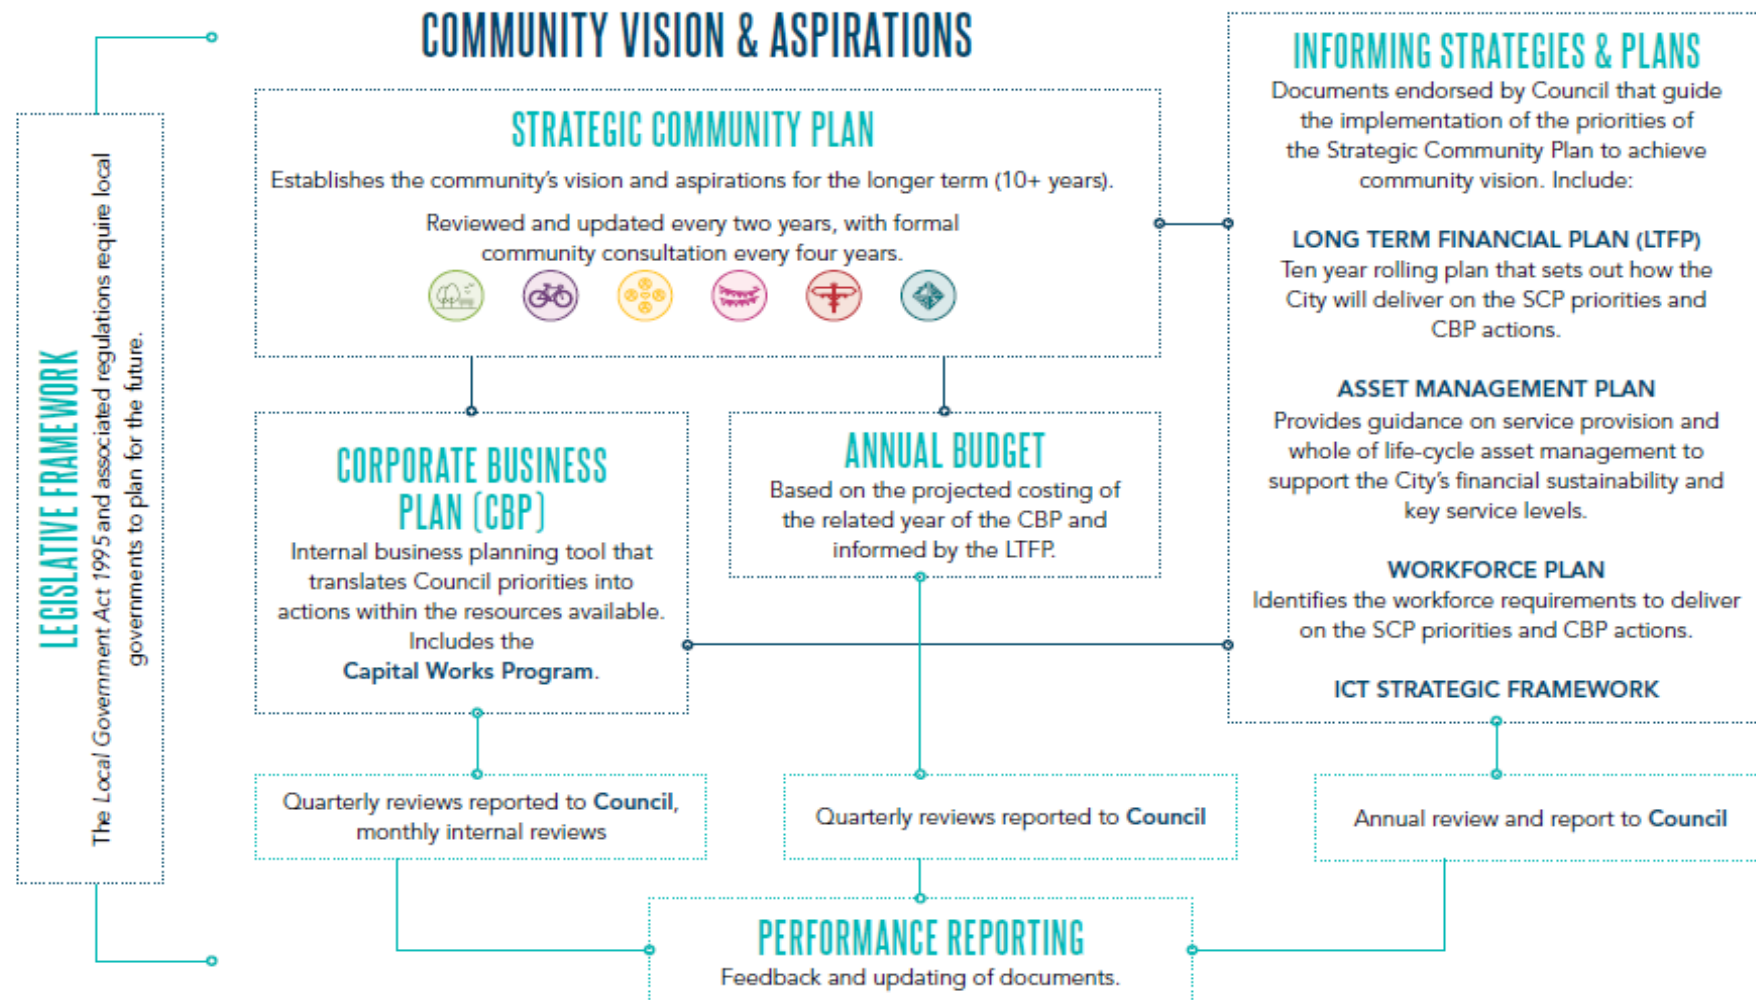 COMMUNITY VISION & ASPIRATIONS
LEGISLATIVE FRAMEWORK
The Local Government Act 1995 and associated regulations require local
governments to plan for the future.
STRATEGIC COMMUNITY PLAN
Establishes the community's vision and aspirations for the longer term (10+ years).
Reviewed and updated every two years, with formal
community consultation every four years.
CORPORATE BUSINESS
PLAN (CBP)
Internal business planning tool that
translates Council priorities into
actions within the resources available.
Includes the
Capital Works Program.
ANNUAL BUDGET
Based on the projected costing of
the related year of the CBP and
informed by the LTFP.
INFORMING STRATEGIES & PLANS
Documents endorsed by Council that guide
the implementation of the priorities of
the Strategic Community Plan to achieve
community vision. Include:
LONG TERM FINANCIAL PLAN (LTFP)
Ten year rolling plan that sets out how the
City will deliver on the SCP priorities and
CBP actions.
ASSET MANAGEMENT PLAN
Provides guidance on service provision and
whole of life-cycle asset management to
support the City's financial sustainability and
key service levels.
WORKFORCE PLAN
Identifies the workforce requirements to deliver
on the SCP priorities and CBP actions.
ICT STRATEGIC FRAMEWORK
Quarterly reviews reported to Council,
monthly internal reviews
Quarterly reviews reported to Council
Annual review and report to Council
PERFORMANCE REPORTING
Feedback and updating of documents.